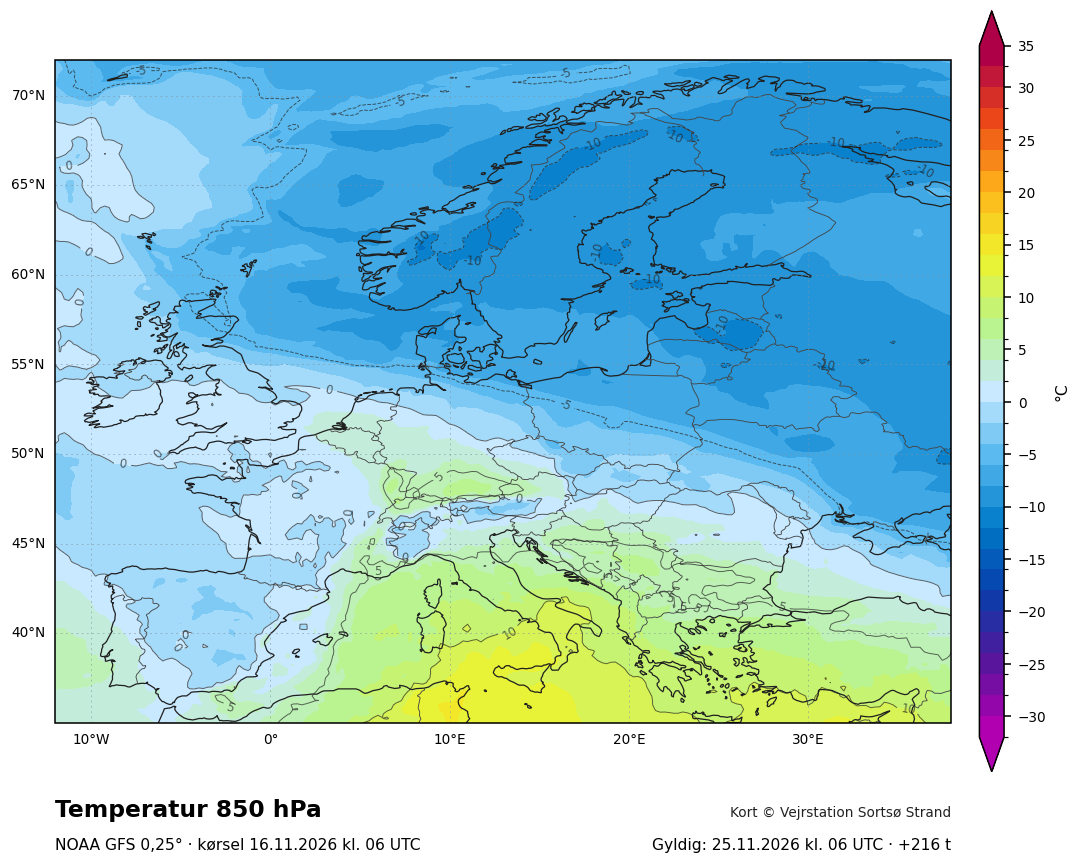 70°N
65°N
60°N
55°N
50°N
45°N
40°N
10°W 0° 10°E 20°E 30°E
35
30
25
20
15
10
5
0
−5
−10
−15
−20
−25
−30
°C
Temperatur 850 hPa
Kort © Vejrstation Sortsø Strand
NOAA GFS 0,25° · kørsel 16.11.2026 kl. 06 UTC
Gyldig: 25.11.2026 kl. 06 UTC · +216 t